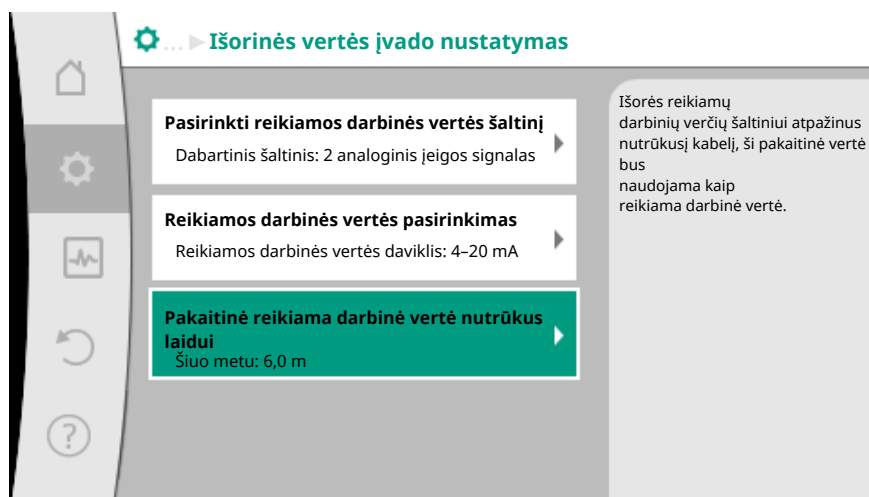 ... Išorinės vertės įvado nustatymas
Pasirinkti reikiamos darbinės vertės šaltinį
Dabartinis šaltinis: 2 analoginis įeigos signalas
Reikiamos darbinės vertės pasirinkimas
Reikiamos darbinės vertės daviklis: 4–20 mA
Pakaitinė reikiama darbinė vertė nutrūkus
laidui
Šiuo metu: 6,0 m
Išorės reikiamų
darbinių verčių šaltiniui atpažinus
nutrūkusį kabelį, ši pakaitinė vertė
bus
naudojama kaip
reikiama darbinė vertė.
?